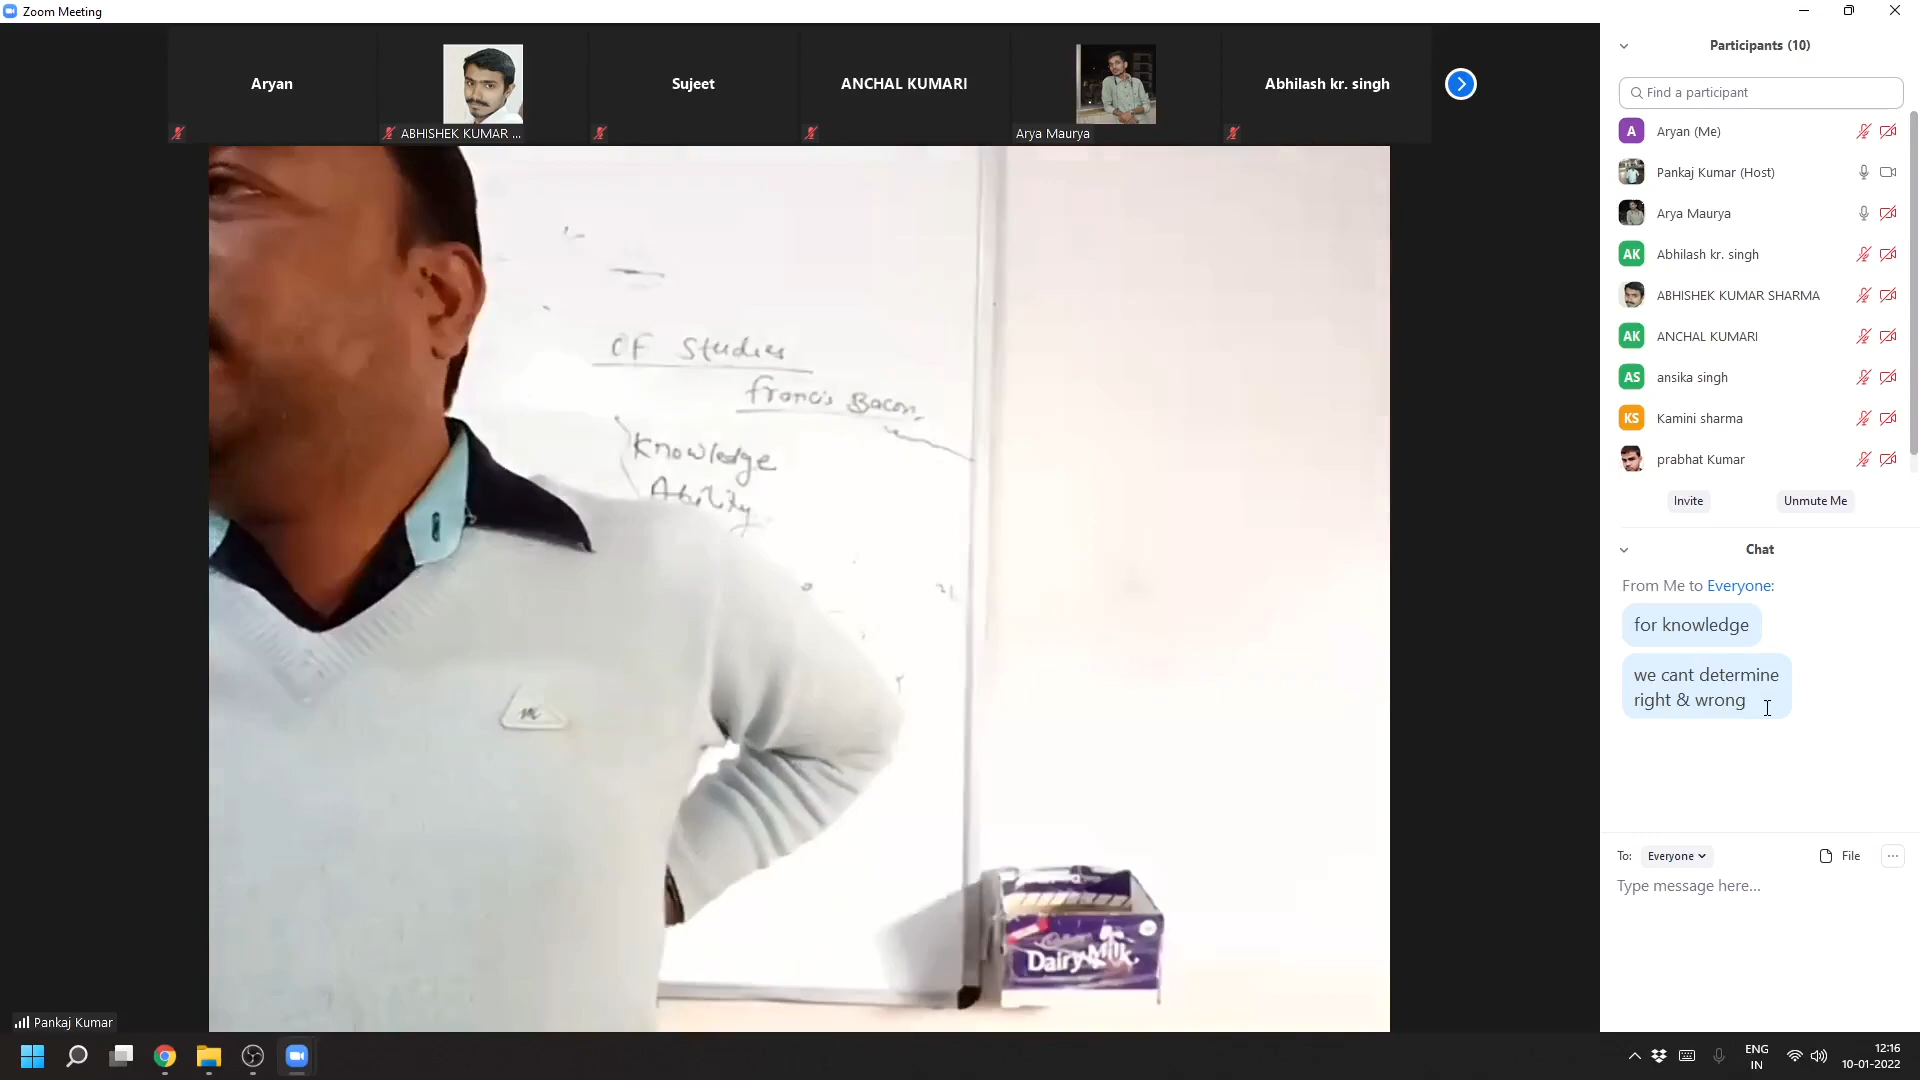 Zoom Meeting
Aryan
ABHISHEK KUMAR ...
Sujeet
ANCHAL KUMARI
Arya Maurya
Abhilash kr. singh
OF Studies
Francis Bacon,
Knowledge
Ability
Dairy Milk
Pankaj Kumar
Participants (10)
Find a participant
A Aryan (Me)
Pankaj Kumar (Host)
Arya Maurya
AK Abhilash kr. singh
ABHISHEK KUMAR SHARMA
AK ANCHAL KUMARI
AS ansika singh
KS Kamini sharma
prabhat Kumar
Invite Unmute Me
Chat
From Me to Everyone:
for knowledge
we cant determine
right & wrong
To: Everyone File
Type message here...
ENG
IN
12:16
10-01-2022